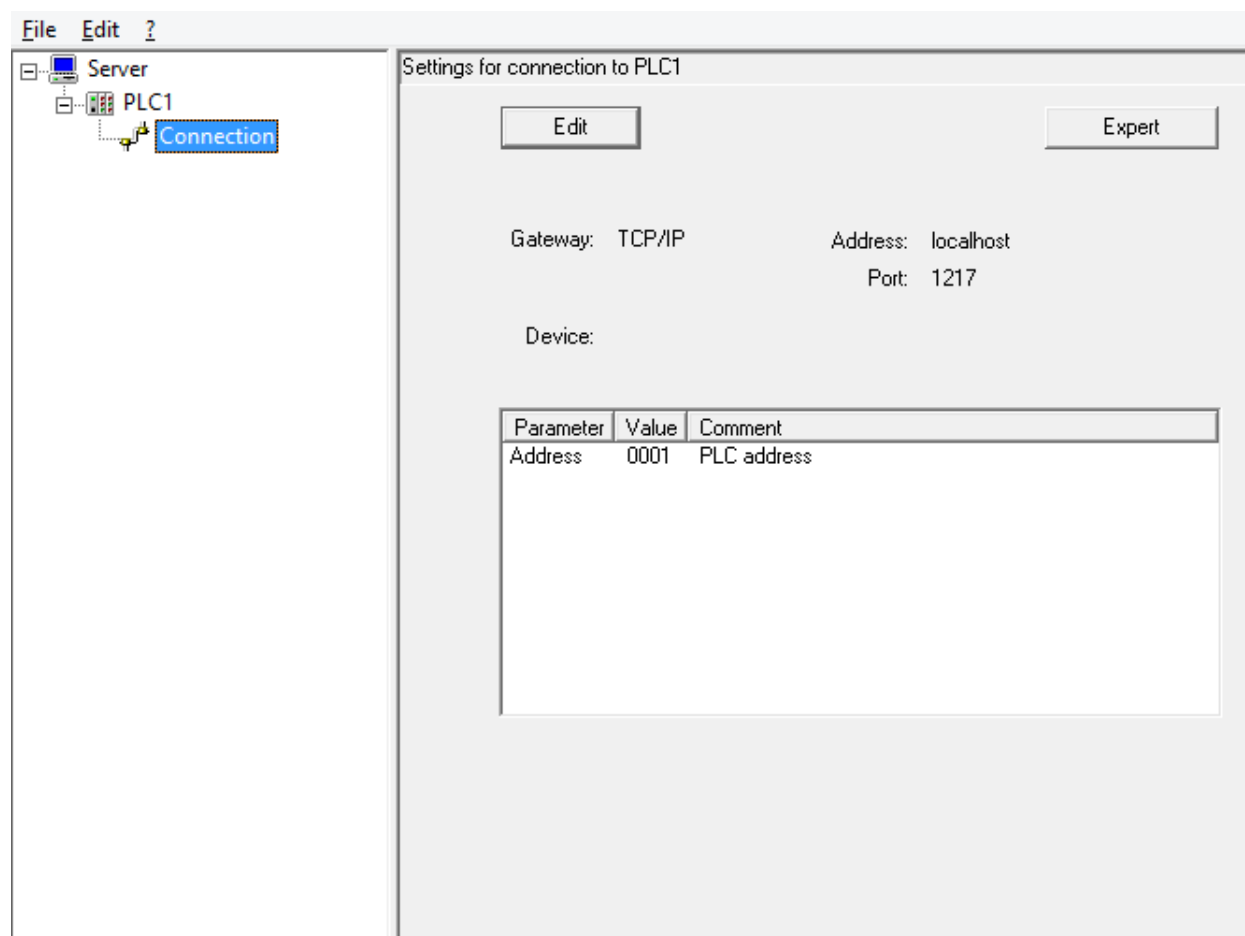 File Edit ?
Server
PLC1
Connection
Settings for connection to PLC1
Edit Expert
Gateway: TCP/IP Address: localhost
Port: 1217
Device:
Parameter Value Comment
Address 0001 PLC address